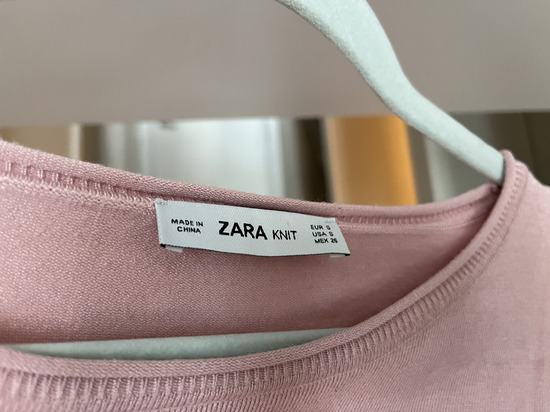 MADE IN
CHINA
ZARA KNIT
EUR S
USA S
MEX 26